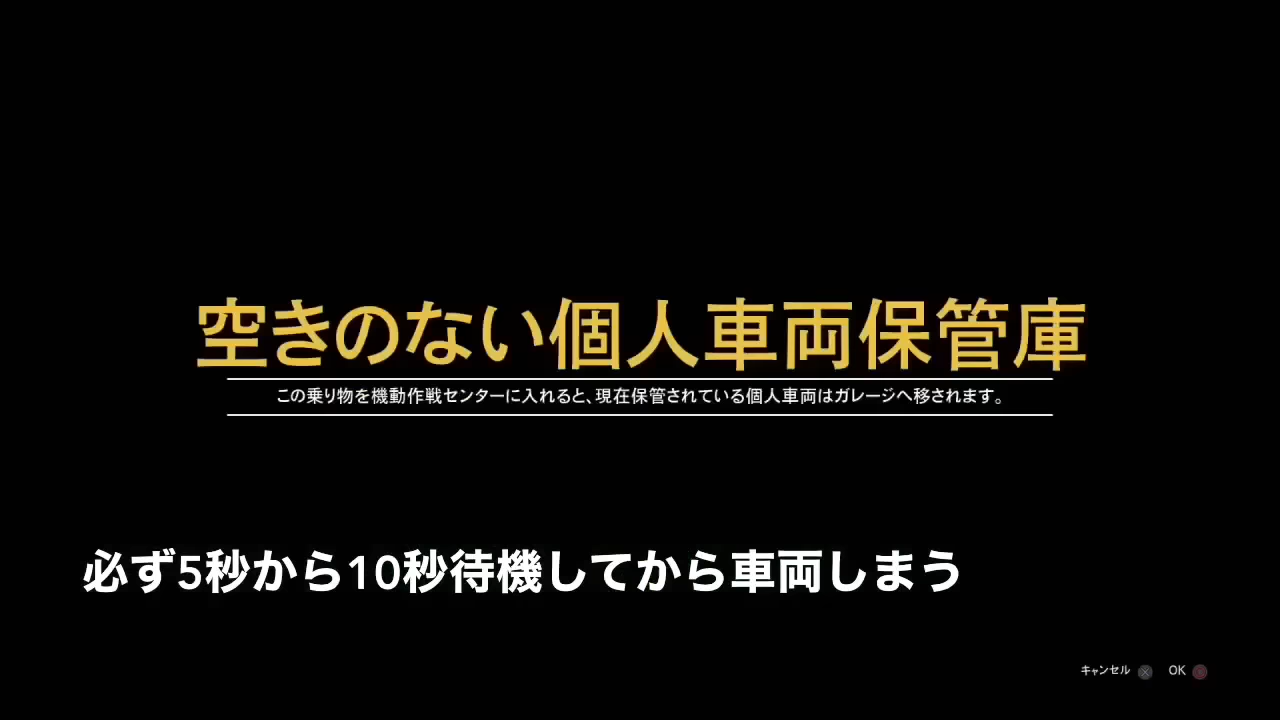 空きのない個人車両保管庫
この乗り物を機動作戦センターに入れると、現在保管されている個人車両はガレージへ移されます。
必ず5秒から10秒待機してから車両しまう
キャンセル OK